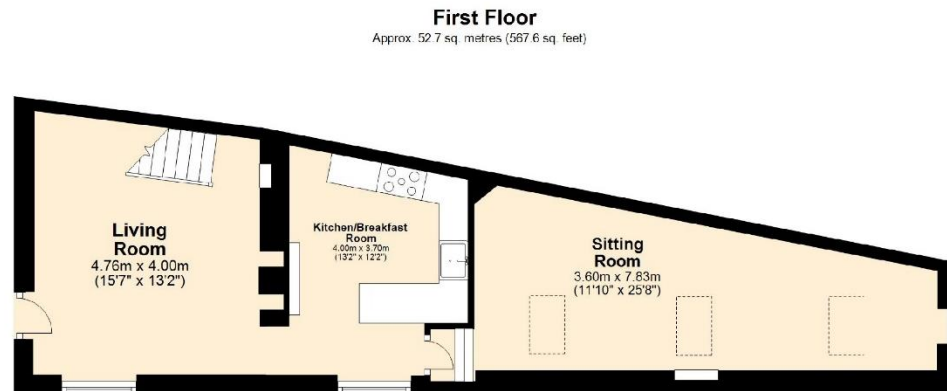 First Floor
Approx. 52.7 sq. metres (567.6 sq. feet)
Living
Room
4.76m x 4.00m
(15'7" x 13'2")
Kitchen/Breakfast
Room
4.00m x 3.70m
(13'2" x 12'2")
Sitting
Room
3.60m x 7.83m
(11'10" x 25'8")